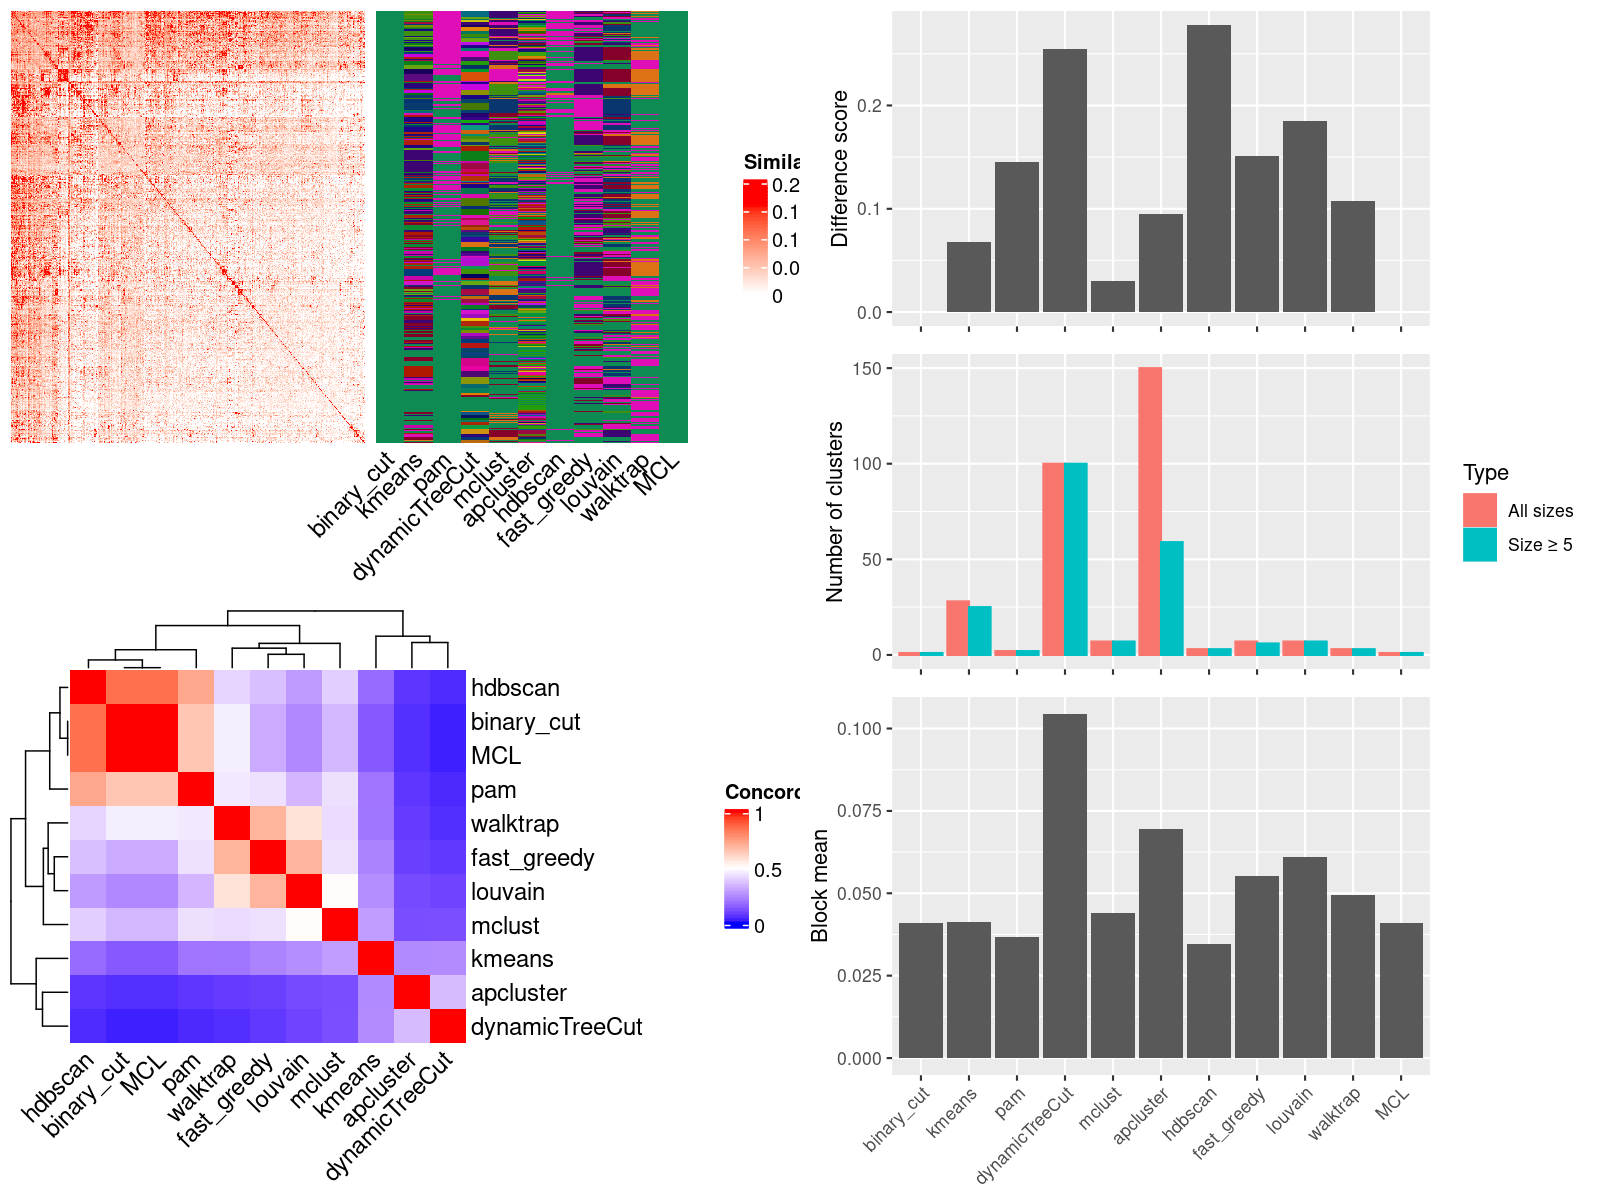 Simila
0.2
0.1
0.1
0.0
0
binary_cut
kmeans
pam
dynamicTreeCut
mclust
apcluster
hdbscan
fast_greedy
louvain
walktrap
MCL
hdbscan
binary_cut
MCL
pam
walktrap
fast_greedy
louvain
mclust
kmeans
apcluster
dynamicTreeCut
hdbscan
binary_cut
MCL
pam
walktrap
fast_greedy
louvain
mclust
kmeans
apcluster
dynamicTreeCut
Concord
1
0.5
0
Difference score
0.2
0.1
0.0
Number of clusters
150
100
50
0
Type
All sizes
Size ≥ 5
Block mean
0.100
0.075
0.050
0.025
0.000
binary_cut
kmeans
pam
dynamicTreeCut
mclust
apcluster
hdbscan
fast_greedy
louvain
walktrap
MCL